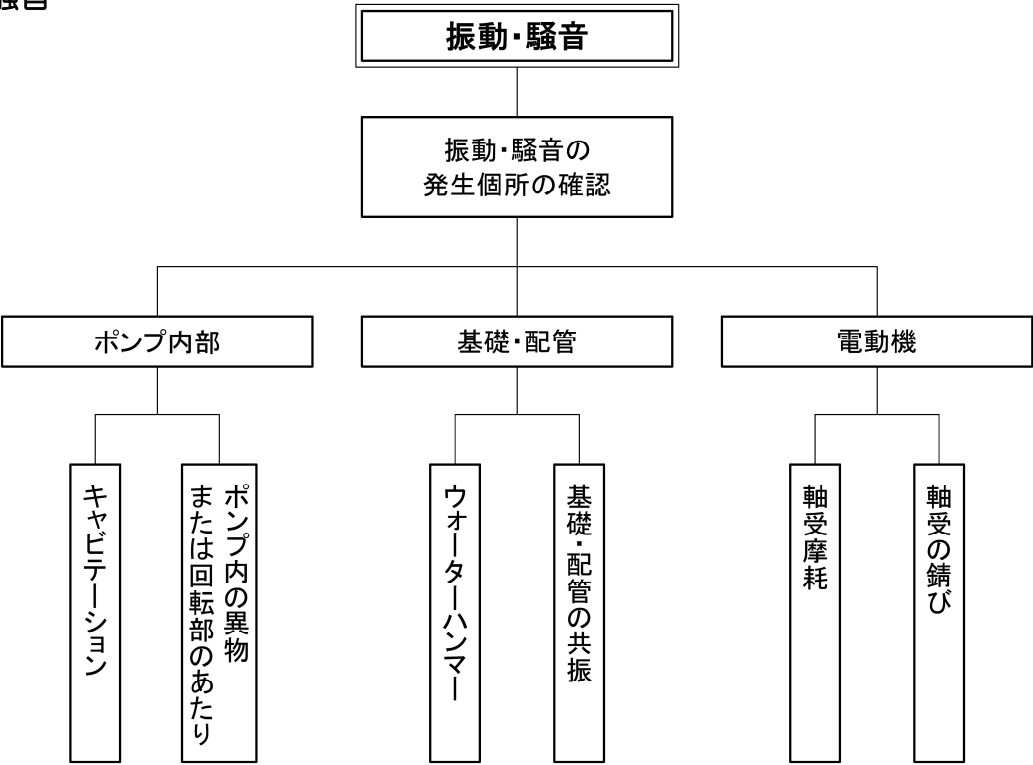 騒音
振動・騒音
振動・騒音の
発生個所の確認
ポンプ内部
基礎・配管
電動機
キャビテーション
ポンプ内の異物
または回転部のあたり
ウォーターハンマー
基礎・配管の共振
軸受摩耗
軸受の錆び